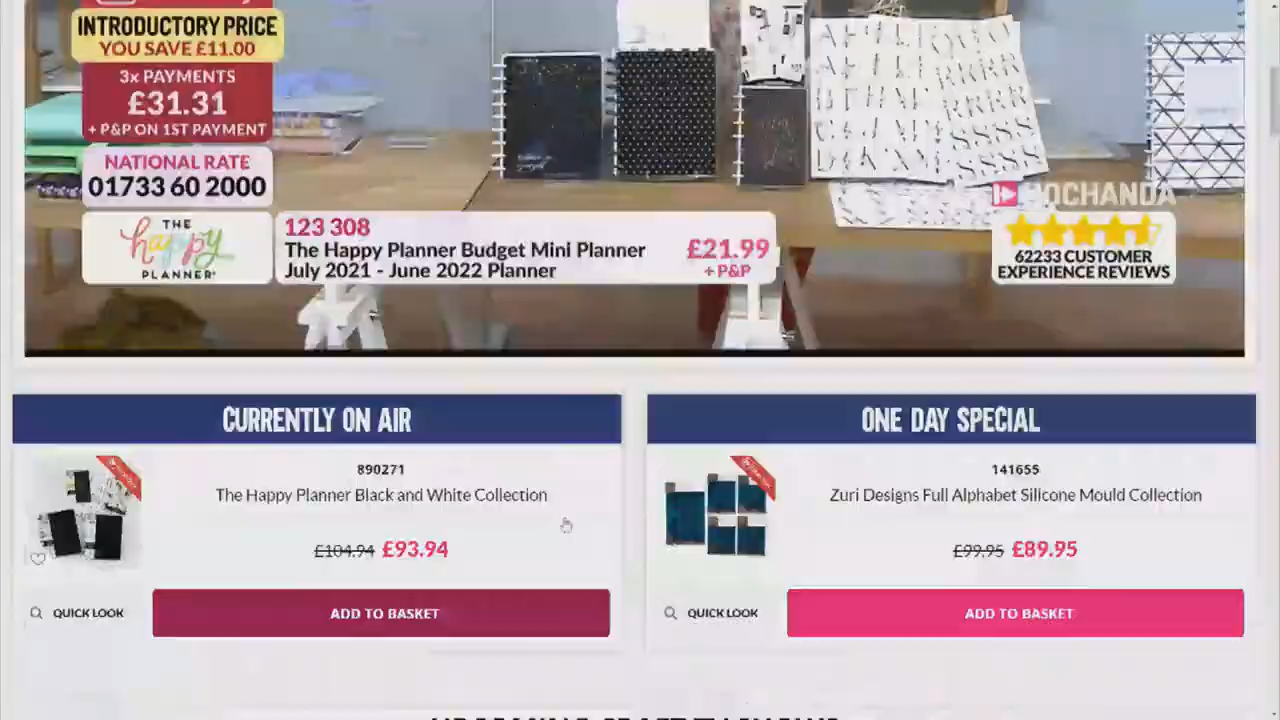 INTRODUCTORY PRICE
YOU SAVE £11.00
3x PAYMENTS
£31.31
+ P&P ON 1ST PAYMENT
NATIONAL RATE
01733 60 2000
THE
happy
PLANNER
123 308
The Happy Planner Budget Mini Planner
July 2021 - June 2022 Planner
£21.99
+ P&P
HOCHANDA
62233 CUSTOMER
EXPERIENCE REVIEWS
CURRENTLY ON AIR
890271
The Happy Planner Black and White Collection
£104.94 £93.94
QUICK LOOK
ADD TO BASKET
ONE DAY SPECIAL
141655
Zuri Designs Full Alphabet Silicone Mould Collection
£99.95 £89.95
QUICK LOOK
ADD TO BASKET